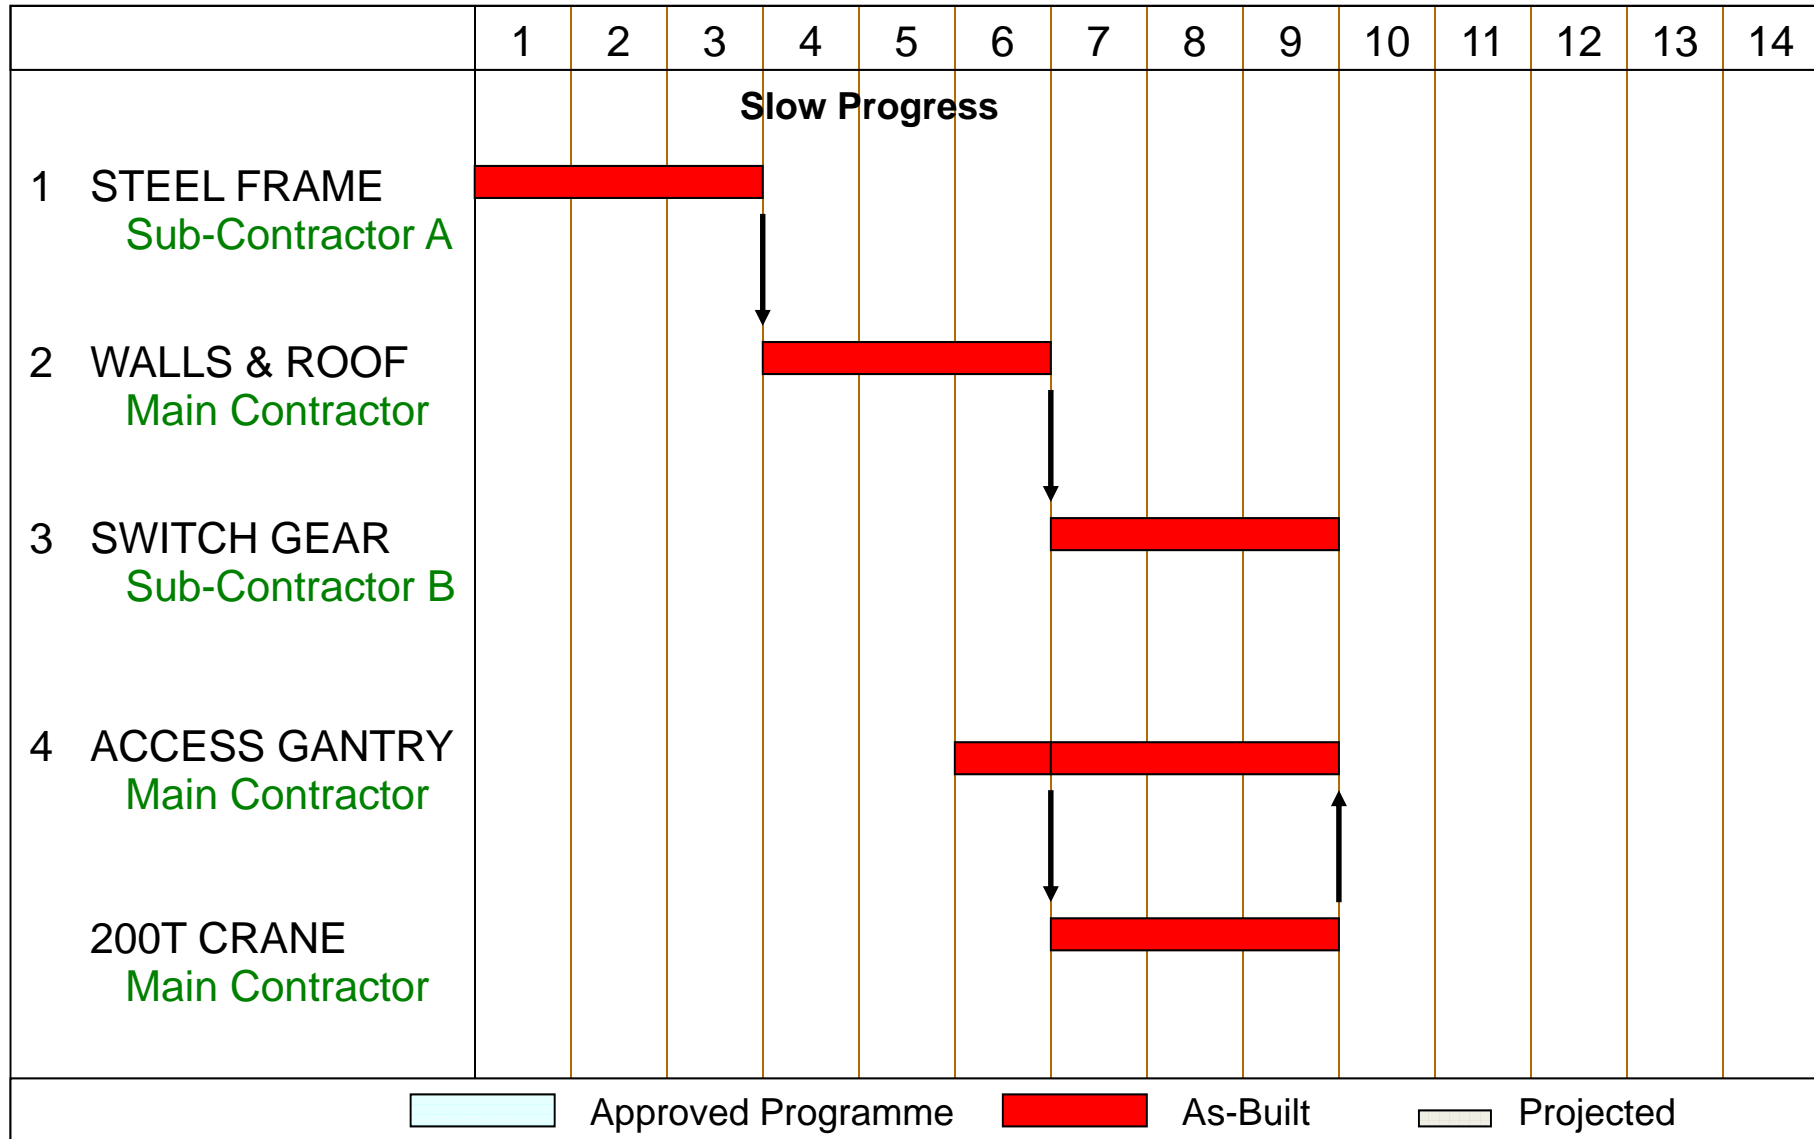 1 2 3 4 5 6 7 8 9 10 11 12 13 14
Slow Progress
1 STEEL FRAME
Sub-Contractor A
2 WALLS & ROOF
Main Contractor
3 SWITCH GEAR
Sub-Contractor B
4 ACCESS GANTRY
Main Contractor
200T CRANE
Main Contractor
Approved Programme As-Built Projected